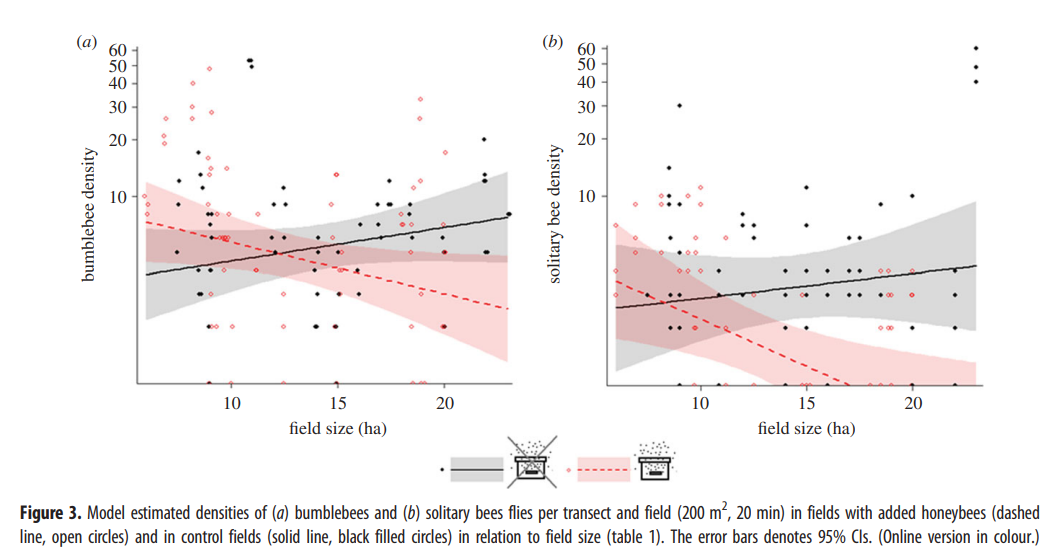 (a)
60
50
40
30
20
10
bumblebee density
10
15
20
field size (ha)
(b)
60
50
40
30
20
10
solitary bee density
10
15
20
field size (ha)
Figure 3. Model estimated densities of (a) bumblebees and (b) solitary bees flies per transect and field (200 m², 20 min) in fields with added honeybees (dashed
line, open circles) and in control fields (solid line, black filled circles) in relation to field size (table 1). The error bars denotes 95% CIs. (Online version in colour.)